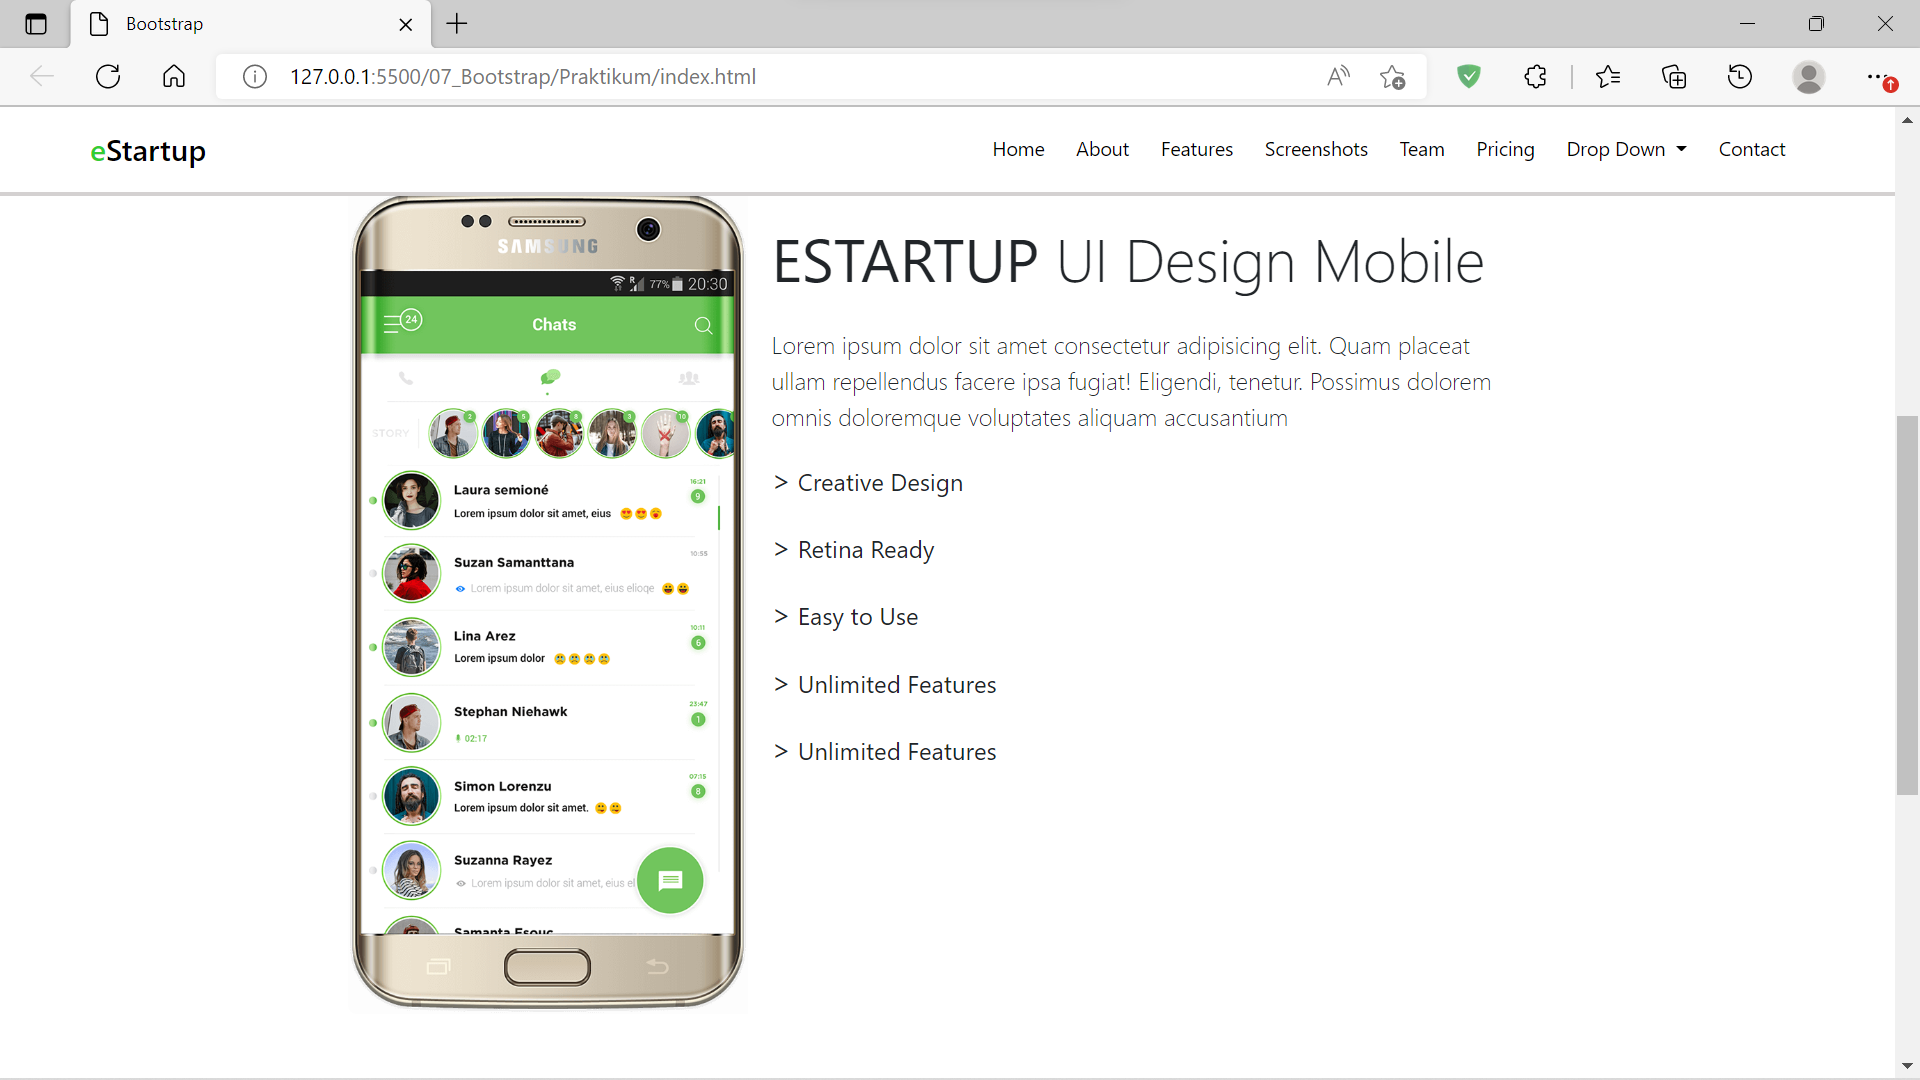 Bootstrap
127.0.0.1:5500/07_Bootstrap/Praktikum/index.html
eStartup
Home About Features Screenshots Team Pricing Drop Down Contact
SAMSUNG
R 77% 20:30
24 Chats
STORY 2 5 8 3 10
Laura semioné 16:21
Lorem ipsum dolor sit amet, eius 😍😍😲 9
Suzan Samanttana 10:55
Lorem ipsum dolor sit amet, eius elioqe 😀😀
Lina Arez 10:11
Lorem ipsum dolor 😢😢😢😢 6
Stephan Niehawk 23:47
02:17 1
Simon Lorenzu 07:15
Lorem ipsum dolor sit amet. 8
Suzanna Rayez
Lorem ipsum dolor sit amet, eius el
Samanta Esouc
ESTARTUP UI Design Mobile
Lorem ipsum dolor sit amet consectetur adipisicing elit. Quam placeat
ullam repellendus facere ipsa fugiat! Eligendi, tenetur. Possimus dolorem
omnis doloremque voluptates aliquam accusantium
> Creative Design
> Retina Ready
> Easy to Use
> Unlimited Features
> Unlimited Features